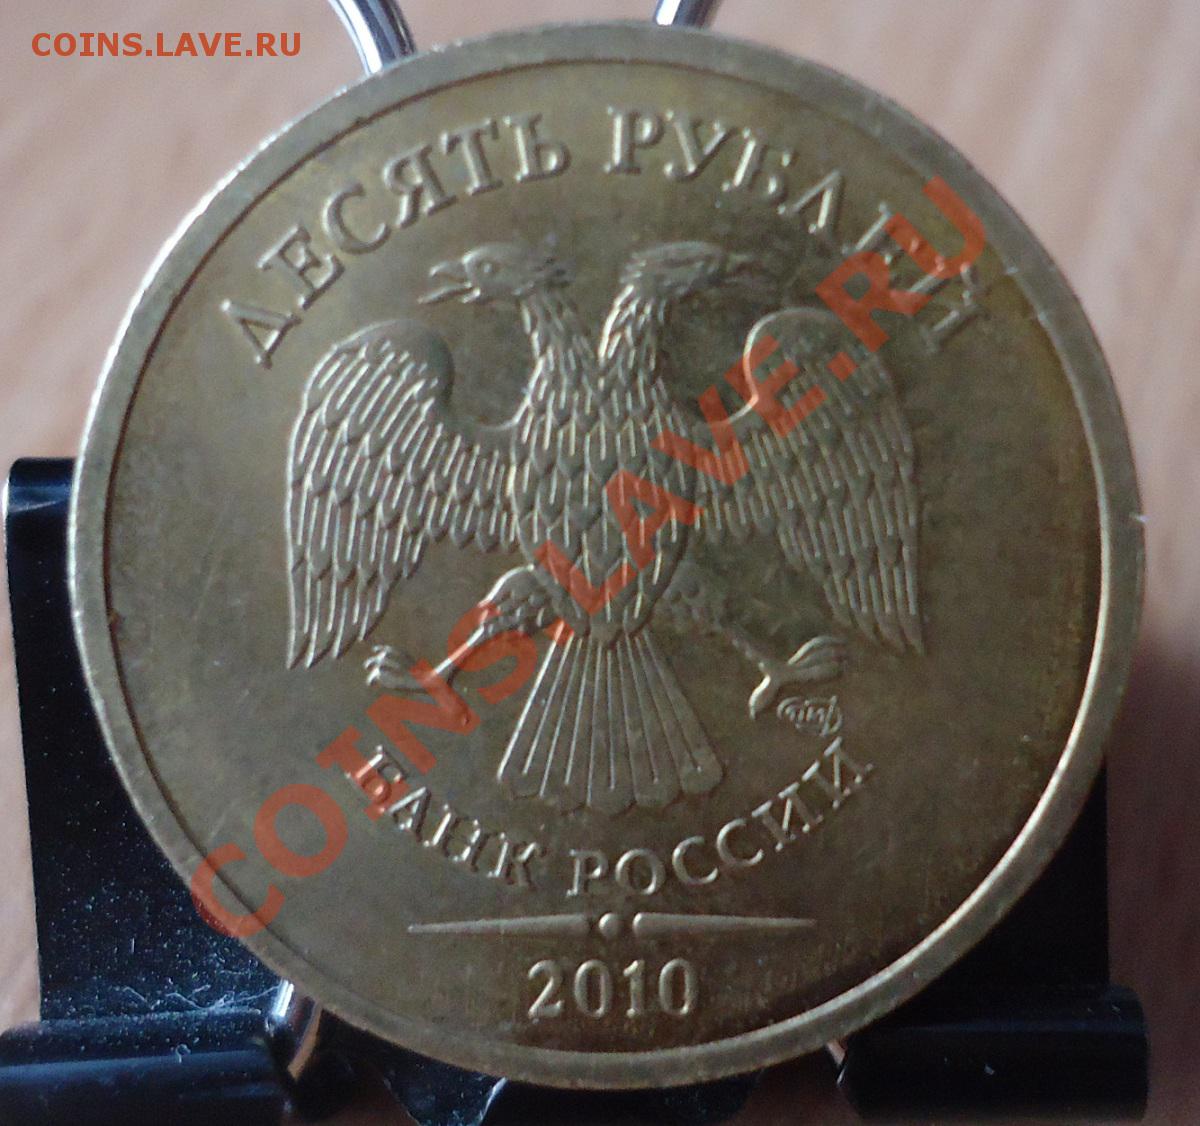 COINS.LAVE.RU
ДЕСЯТЬ РУБЛЕЙ
COINS.LAVE.RU
БАНК РОССИИ
2010